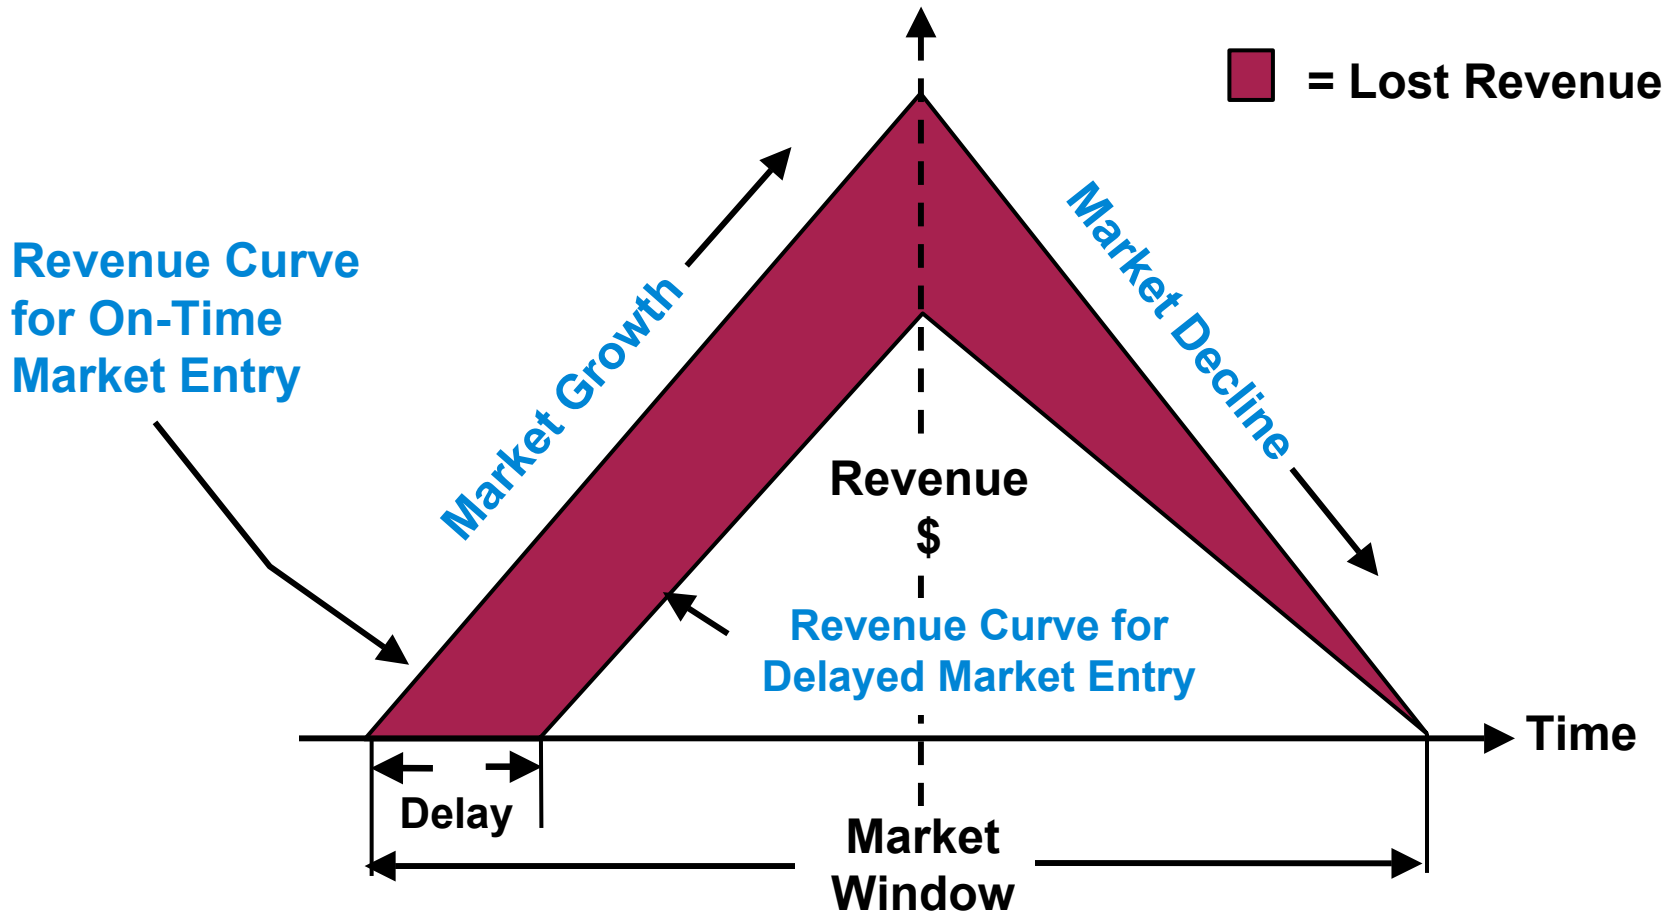 = Lost Revenue
Revenue Curve
for On-Time
Market Entry
Market Growth
Market Decline
Revenue
$
Revenue Curve for
Delayed Market Entry
Time
Delay
Market
Window